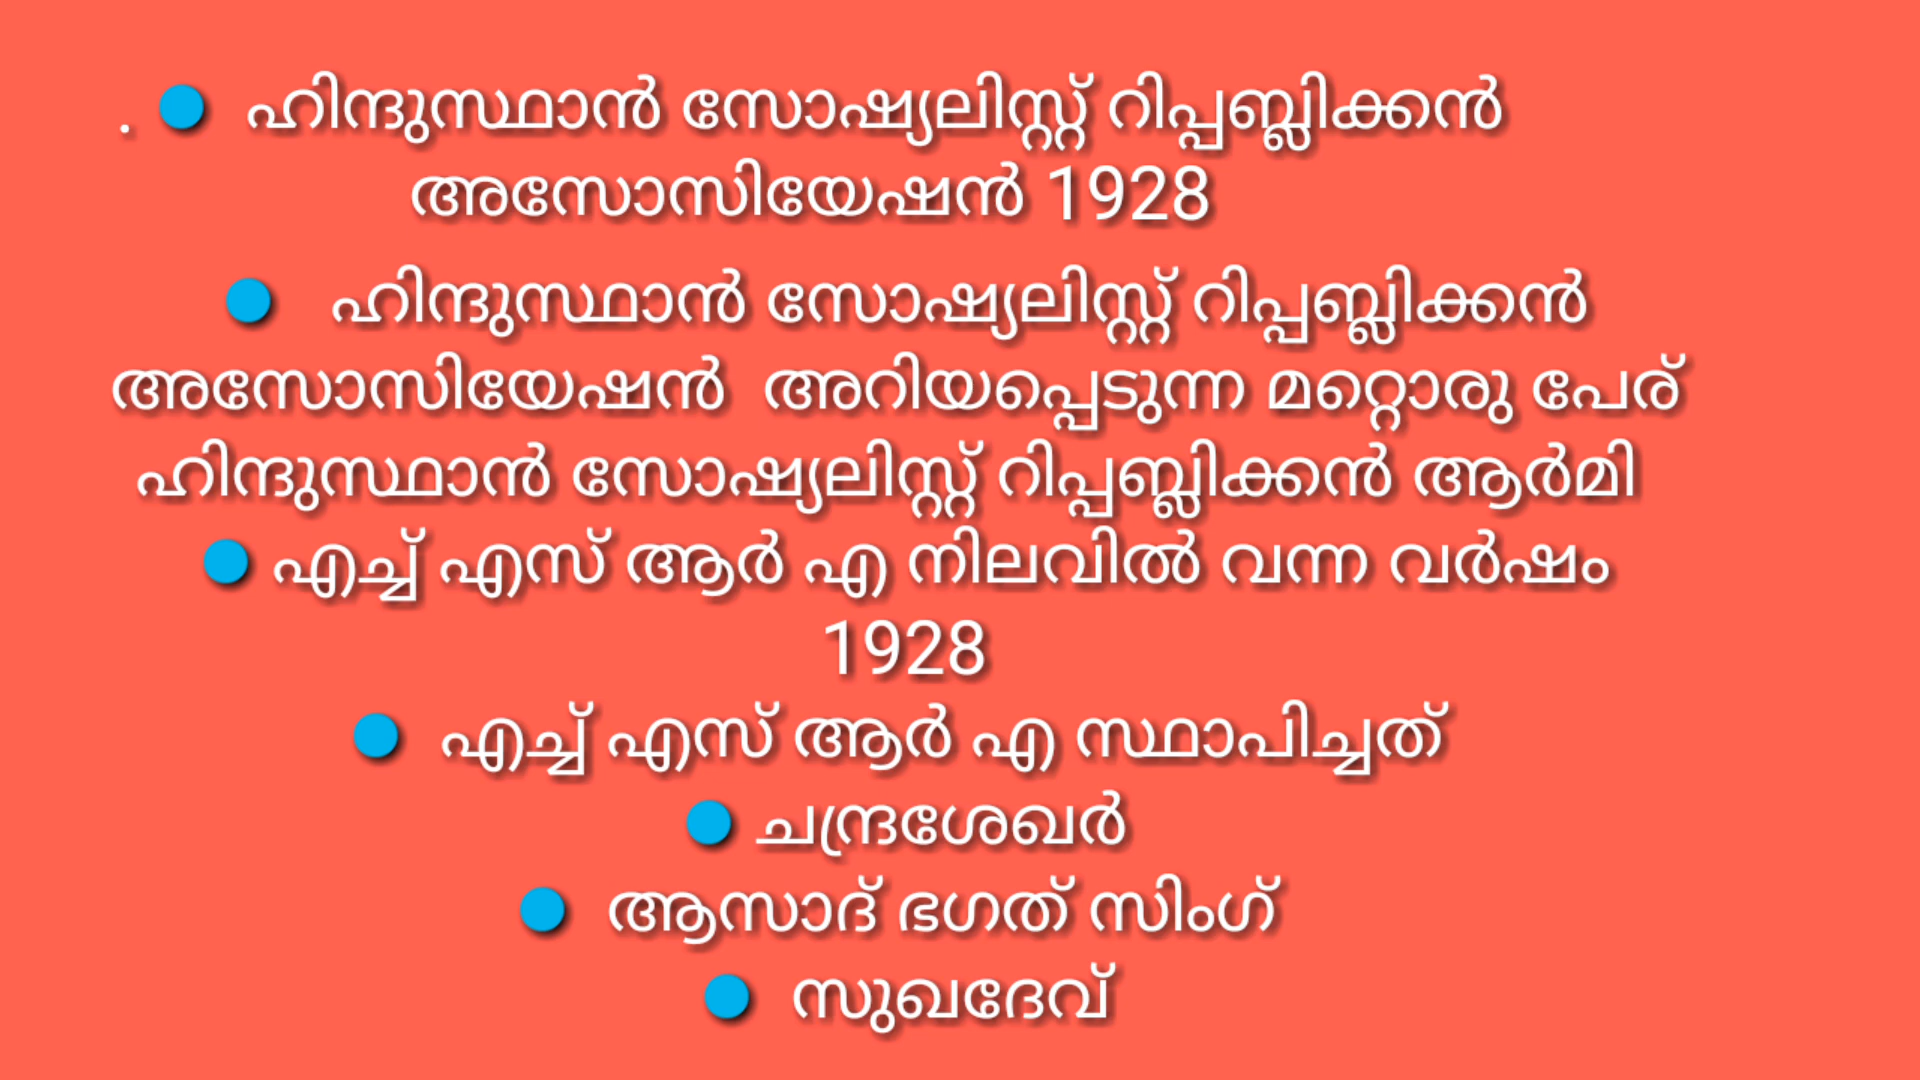 . ● ഹിന്ദുസ്ഥാൻ സോഷ്യലിസ്റ്റ് റിപ്പബ്ലിക്കൻ
അസോസിയേഷൻ 1928
● ഹിന്ദുസ്ഥാൻ സോഷ്യലിസ്റ്റ് റിപ്പബ്ലിക്കൻ
അസോസിയേഷൻ അറിയപ്പെടുന്ന മറ്റൊരു പേര്
ഹിന്ദുസ്ഥാൻ സോഷ്യലിസ്റ്റ് റിപ്പബ്ലിക്കൻ ആർമി
● എച്ച് എസ് ആർ എ നിലവിൽ വന്ന വർഷം
1928
● എച്ച് എസ് ആർ എ സ്ഥാപിച്ചത്
● ചന്ദ്രശേഖർ
● ആസാദ് ഭഗത് സിംഗ്
● സുഖദേവ്